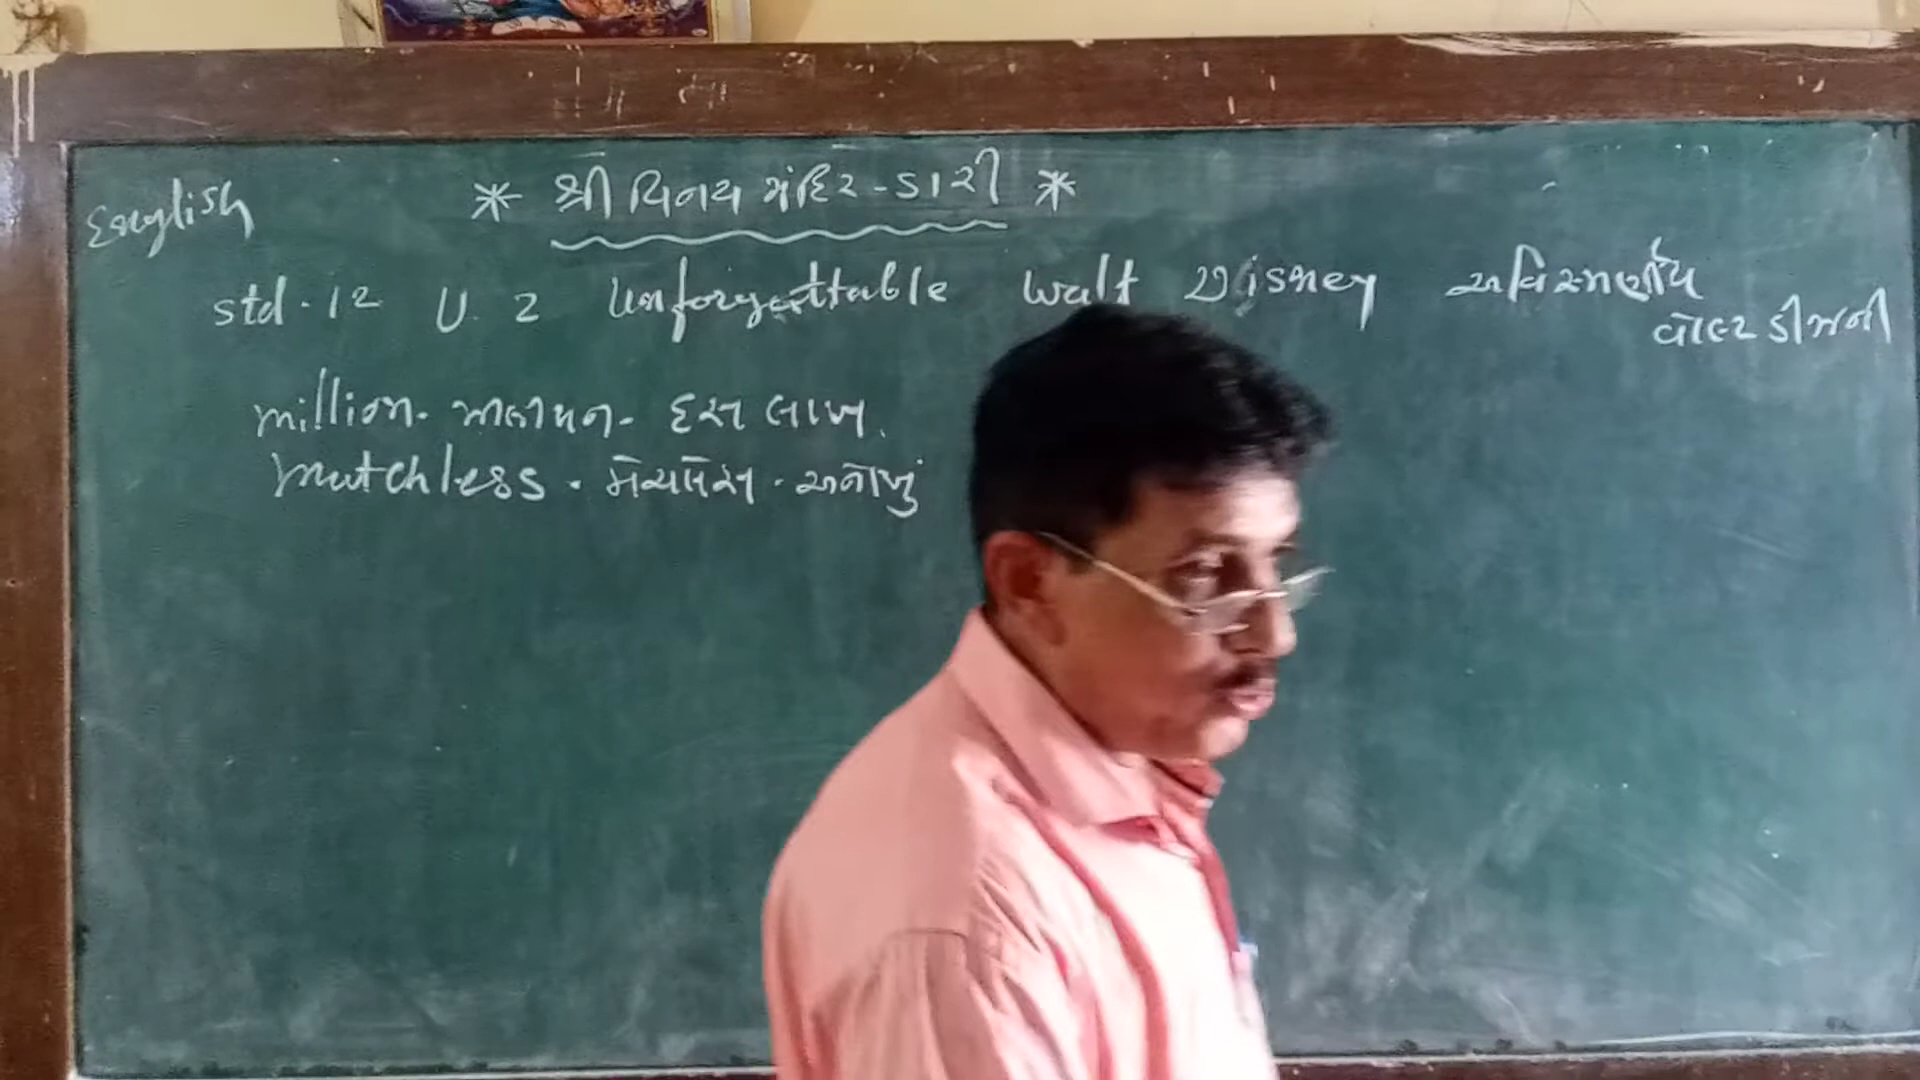 English
* શ્રી વિનય મંદિર - ડારી *
std. 12 U. 2 Unforgettable Walt Disney અવિસ્મરણીય
વોલ્ટ ડીઝની
million. મિલીયન. દસ લાખ.
matchless. મેચલેસ. અનોખું